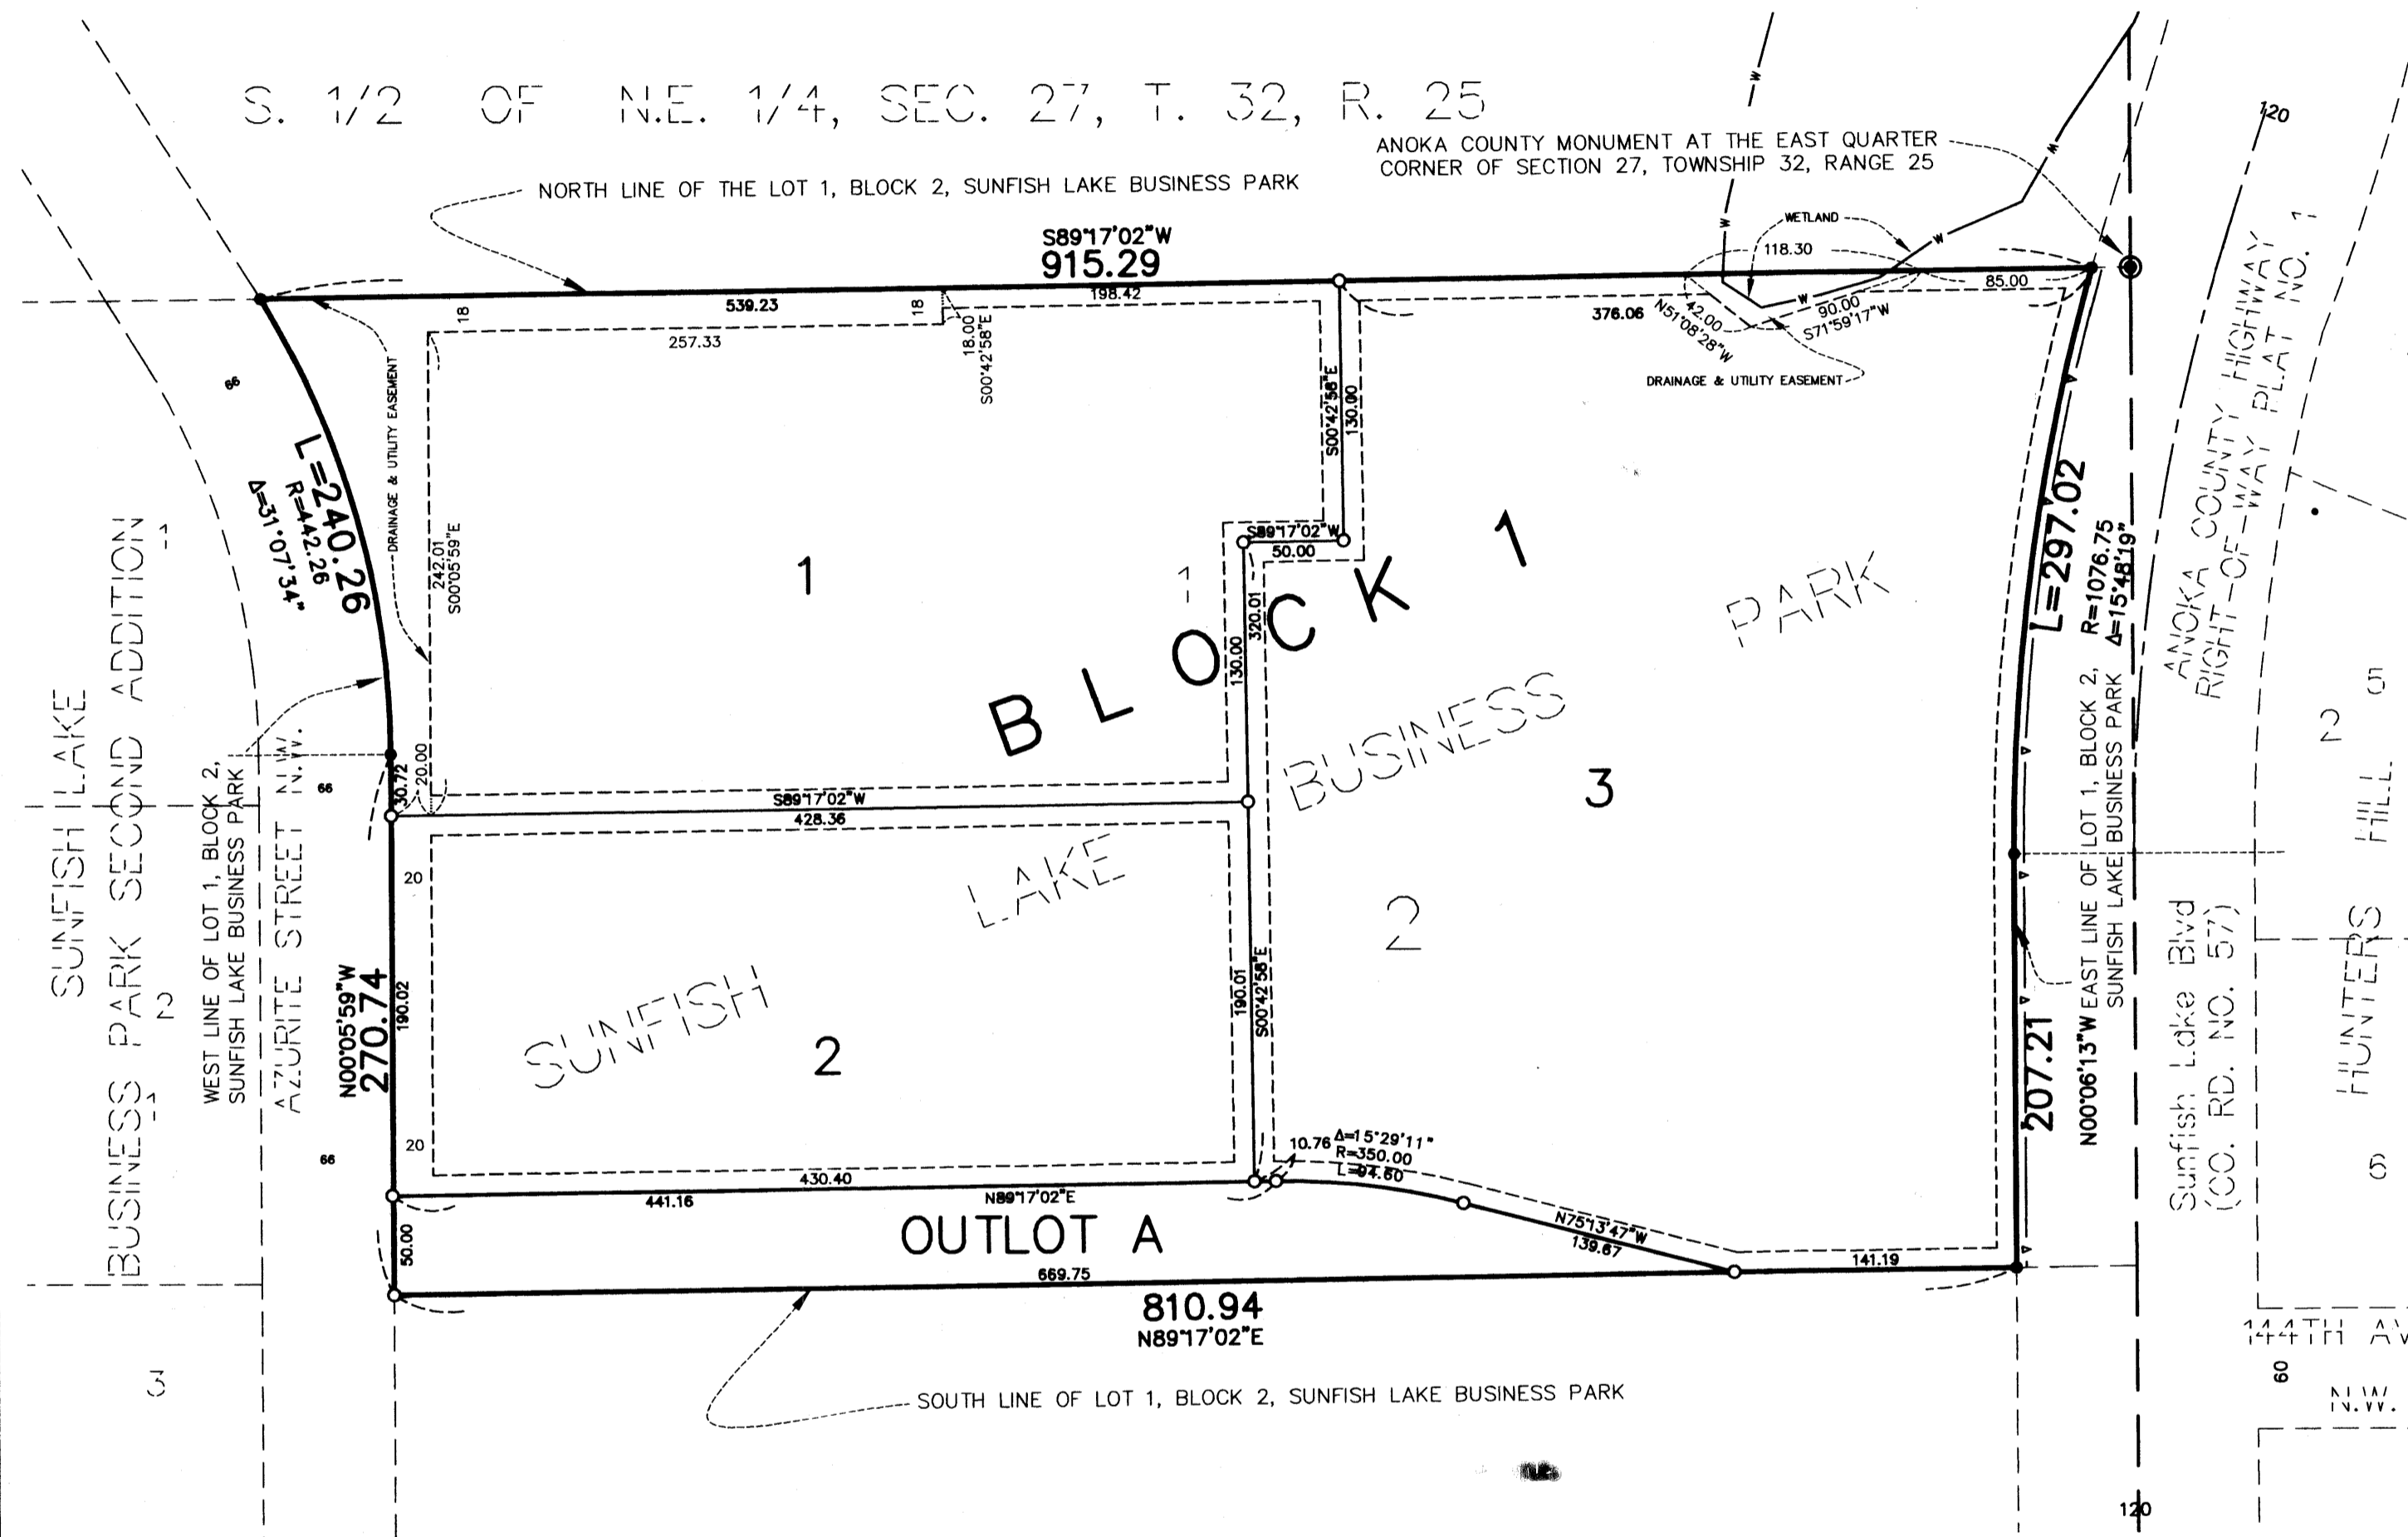 S. 1/2 OF N.E. 1/4, SEC. 27, T. 32, R. 25
120
ANOKA COUNTY MONUMENT AT THE EAST QUARTER
CORNER OF SECTION 27, TOWNSHIP 32, RANGE 25
NORTH LINE OF THE LOT 1, BLOCK 2, SUNFISH LAKE BUSINESS PARK
W
W
W
W
W
WETLAND
118.30
S89°17'02"W
915.29
539.23
198.42
376.06
85.00
18
18
18.00
S00°42'58"E
257.33
42.00
N51°08'28"W
90.00
S71°59'17"W
DRAINAGE & UTILITY EASEMENT
DRAINAGE & UTILITY EASEMENT
66
L=240.26
R=442.26
Δ=31°07'34"
242.01
S00°05'59"E
S00°42'58"E
130.00
S89°17'02"W
50.00
1
1
BLOCK 1
130.00
320.01
L=297.02
R=1076.75
Δ=15°48'19"
ANOKA COUNTY HIGHWAY
RIGHT-OF-WAY PLAT NO. 1
SUNFISH LAKE
BUSINESS PARK SECOND ADDITION
1
2
1
3
WEST LINE OF LOT 1, BLOCK 2,
SUNFISH LAKE BUSINESS PARK
AZURITE STREET N.W.
66
66
30.72
20.00
S89°17'02"W
428.36
SUNFISH LAKE BUSINESS PARK
3
2
2
20
20
N00°05'59"W
270.74
190.02
190.01
S00°42'58"E
N00°06'13"W
207.21
EAST LINE OF LOT 1, BLOCK 2,
SUNFISH LAKE BUSINESS PARK
Sunfish Lake Blvd
(CO. RD. NO. 57)
HUNTERS HILL
2
5
6
10.76
Δ=15°29'11"
R=350.00
L=94.60
430.40
441.16
N89°17'02"E
OUTLOT A
50.00
N75°13'47"W
139.67
141.19
669.75
810.94
N89°17'02"E
SOUTH LINE OF LOT 1, BLOCK 2, SUNFISH LAKE BUSINESS PARK
144TH AV
60
N.W.
120